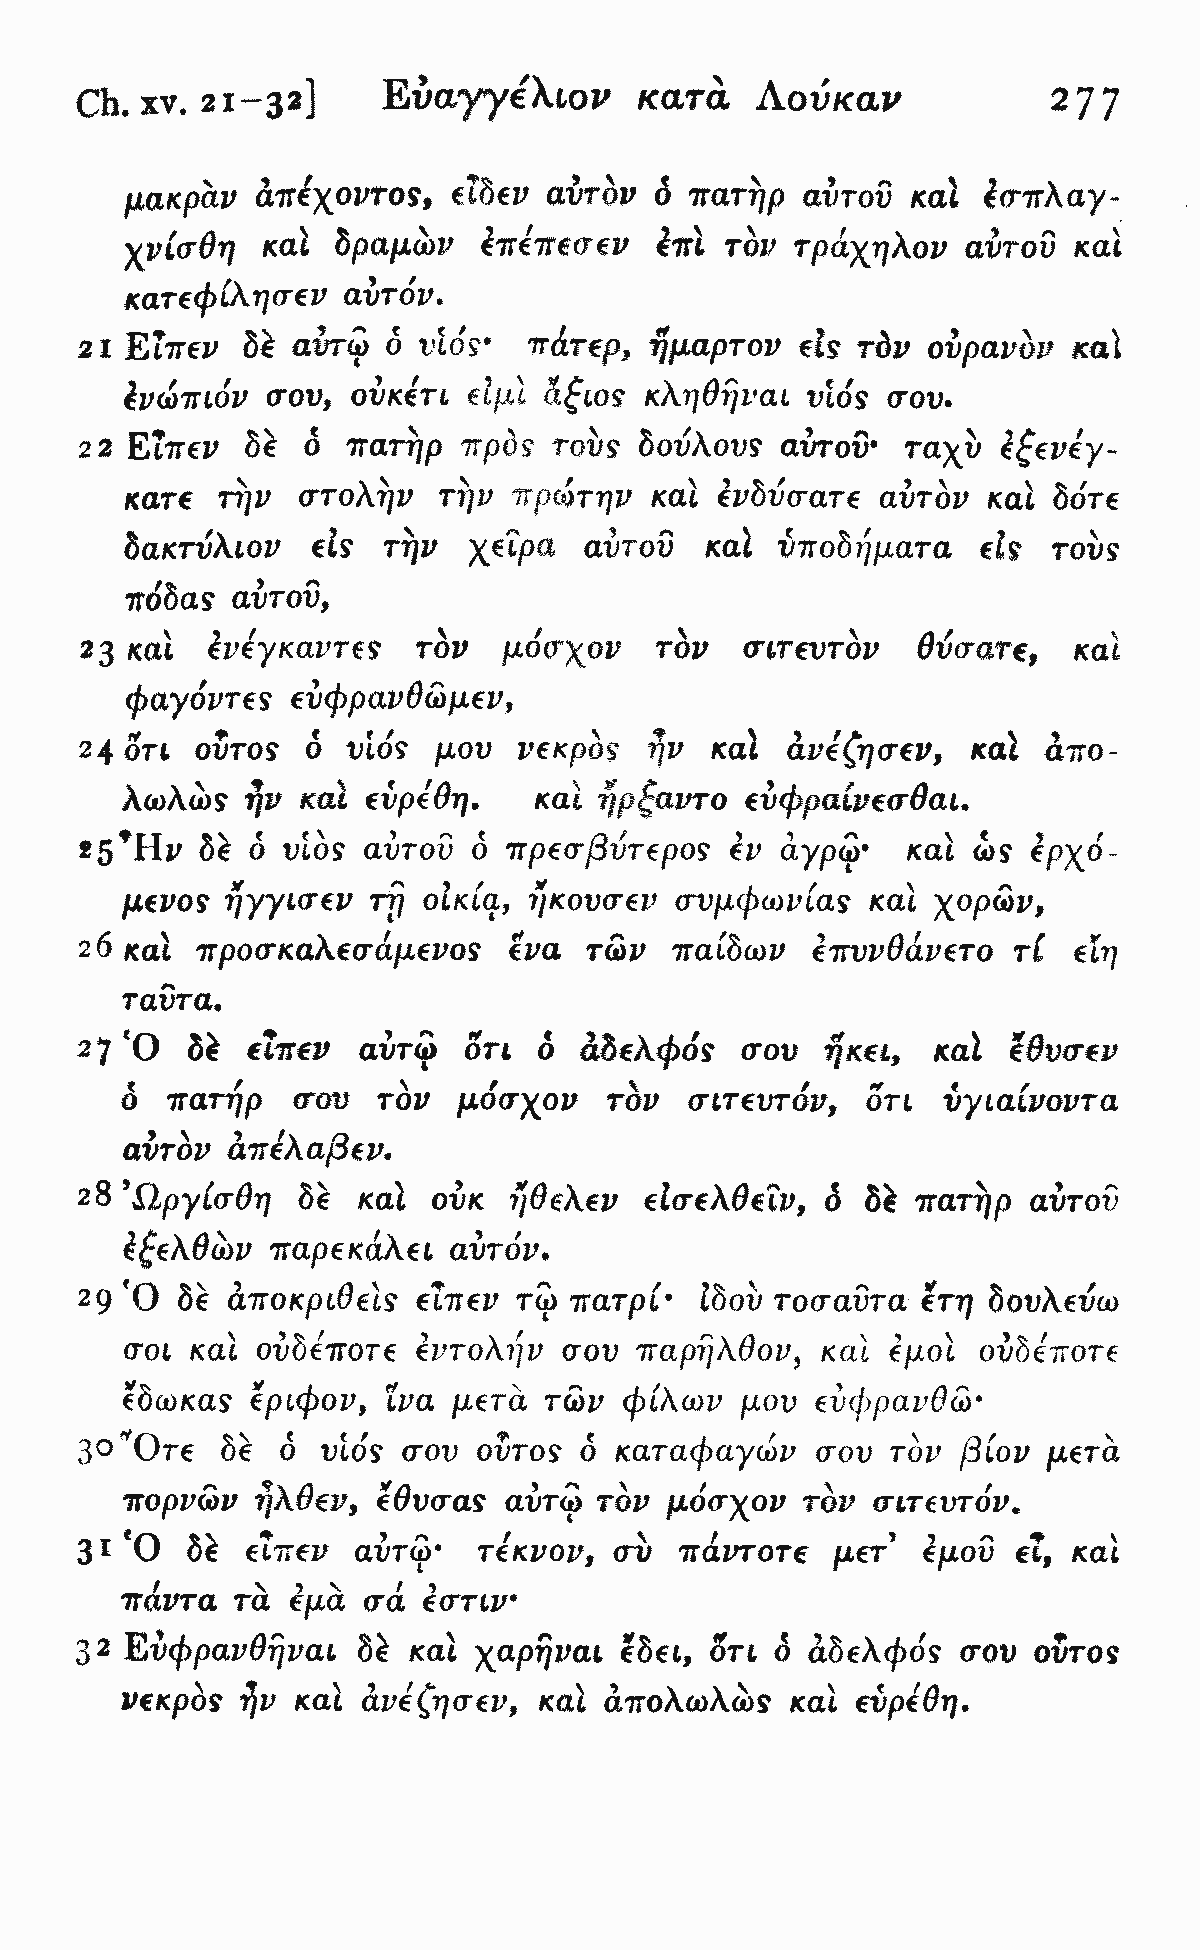 Ch. xv. 21–32] Εὐαγγέλιον κατὰ Λούκαν 277
μακρὰν ἀπέχοντος, εἶδεν αὐτὸν ὁ πατὴρ αὐτοῦ καὶ ἐσπλαγ-
χνίσθη καὶ δραμὼν ἐπέπεσεν ἐπὶ τὸν τράχηλον αὐτοῦ καὶ
κατεφίλησεν αὐτόν.
21 Εἶπεν δὲ αὐτῷ ὁ υἱός· πάτερ, ἥμαρτον εἰς τὸν οὐρανὸν καὶ
ἐνώπιόν σου, οὐκέτι εἰμὶ ἄξιος κληθῆναι υἱός σου.
22 Εἶπεν δὲ ὁ πατὴρ πρὸς τοὺς δούλους αὐτοῦ· ταχὺ ἐξενέγ-
κατε τὴν στολὴν τὴν πρώτην καὶ ἐνδύσατε αὐτὸν καὶ δότε
δακτύλιον εἰς τὴν χεῖρα αὐτοῦ καὶ ὑποδήματα εἰς τοὺς
πόδας αὐτοῦ,
23 καὶ ἐνέγκαντες τὸν μόσχον τὸν σιτευτὸν θύσατε, καὶ
φαγόντες εὐφρανθῶμεν,
24 ὅτι οὗτος ὁ υἱός μου νεκρὸς ἦν καὶ ἀνέζησεν, καὶ ἀπο-
λωλὼς ἦν καὶ εὑρέθη. καὶ ἤρξαντο εὐφραίνεσθαι.
25 Ἦν δὲ ὁ υἱὸς αὐτοῦ ὁ πρεσβύτερος ἐν ἀγρῷ· καὶ ὡς ἐρχό-
μενος ἤγγισεν τῇ οἰκίᾳ, ἤκουσεν συμφωνίας καὶ χορῶν,
26 καὶ προσκαλεσάμενος ἕνα τῶν παίδων ἐπυνθάνετο τί εἴη
ταῦτα.
27 Ὁ δὲ εἶπεν αὐτῷ ὅτι ὁ ἀδελφός σου ἥκει, καὶ ἔθυσεν
ὁ πατήρ σου τὸν μόσχον τὸν σιτευτόν, ὅτι ὑγιαίνοντα
αὐτὸν ἀπέλαβεν.
28 Ὠργίσθη δὲ καὶ οὐκ ἤθελεν εἰσελθεῖν, ὁ δὲ πατὴρ αὐτοῦ
ἐξελθὼν παρεκάλει αὐτόν.
29 Ὁ δὲ ἀποκριθεὶς εἶπεν τῷ πατρί· ἰδοὺ τοσαῦτα ἔτη δουλεύω
σοι καὶ οὐδέποτε ἐντολήν σου παρῆλθον, καὶ ἐμοὶ οὐδέποτε
ἔδωκας ἔριφον, ἵνα μετὰ τῶν φίλων μου εὐφρανθῶ·
30 Ὅτε δὲ ὁ υἱός σου οὗτος ὁ καταφαγών σου τὸν βίον μετὰ
πορνῶν ἦλθεν, ἔθυσας αὐτῷ τὸν μόσχον τὸν σιτευτόν.
31 Ὁ δὲ εἶπεν αὐτῷ· τέκνον, σὺ πάντοτε μετ’ ἐμοῦ εἶ, καὶ
πάντα τὰ ἐμὰ σά ἐστιν·
32 Εὐφρανθῆναι δὲ καὶ χαρῆναι ἔδει, ὅτι ὁ ἀδελφός σου οὗτος
νεκρὸς ἦν καὶ ἀνέζησεν, καὶ ἀπολωλὼς καὶ εὑρέθη.